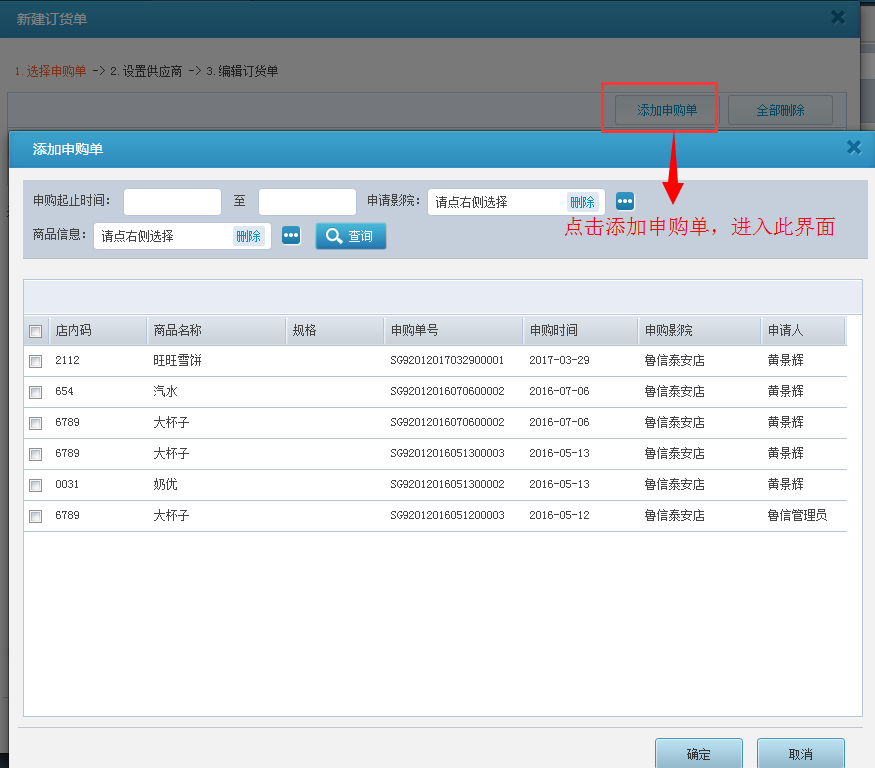 新建订货单
1.选择申购单 -> 2.设置供应商 -> 3.编辑订货单
添加申购单 全部删除
添加申购单
申购起止时间: 至 申请影院: 请点右侧选择 删除
点击添加申购单，进入此界面
商品信息: 请点右侧选择 删除 查询
店内码 商品名称 规格 申购单号 申购时间 申购影院 申请人
2112 旺旺雪饼 SG92012017032900001 2017-03-29 鲁信泰安店 黄景辉
654 汽水 SG92012016070600002 2016-07-06 鲁信泰安店 黄景辉
6789 大杯子 SG92012016070600002 2016-07-06 鲁信泰安店 黄景辉
6789 大杯子 SG92012016051300003 2016-05-13 鲁信泰安店 黄景辉
0031 奶优 SG92012016051300002 2016-05-13 鲁信泰安店 黄景辉
6789 大杯子 SG92012016051200003 2016-05-12 鲁信泰安店 鲁信管理员
确定 取消